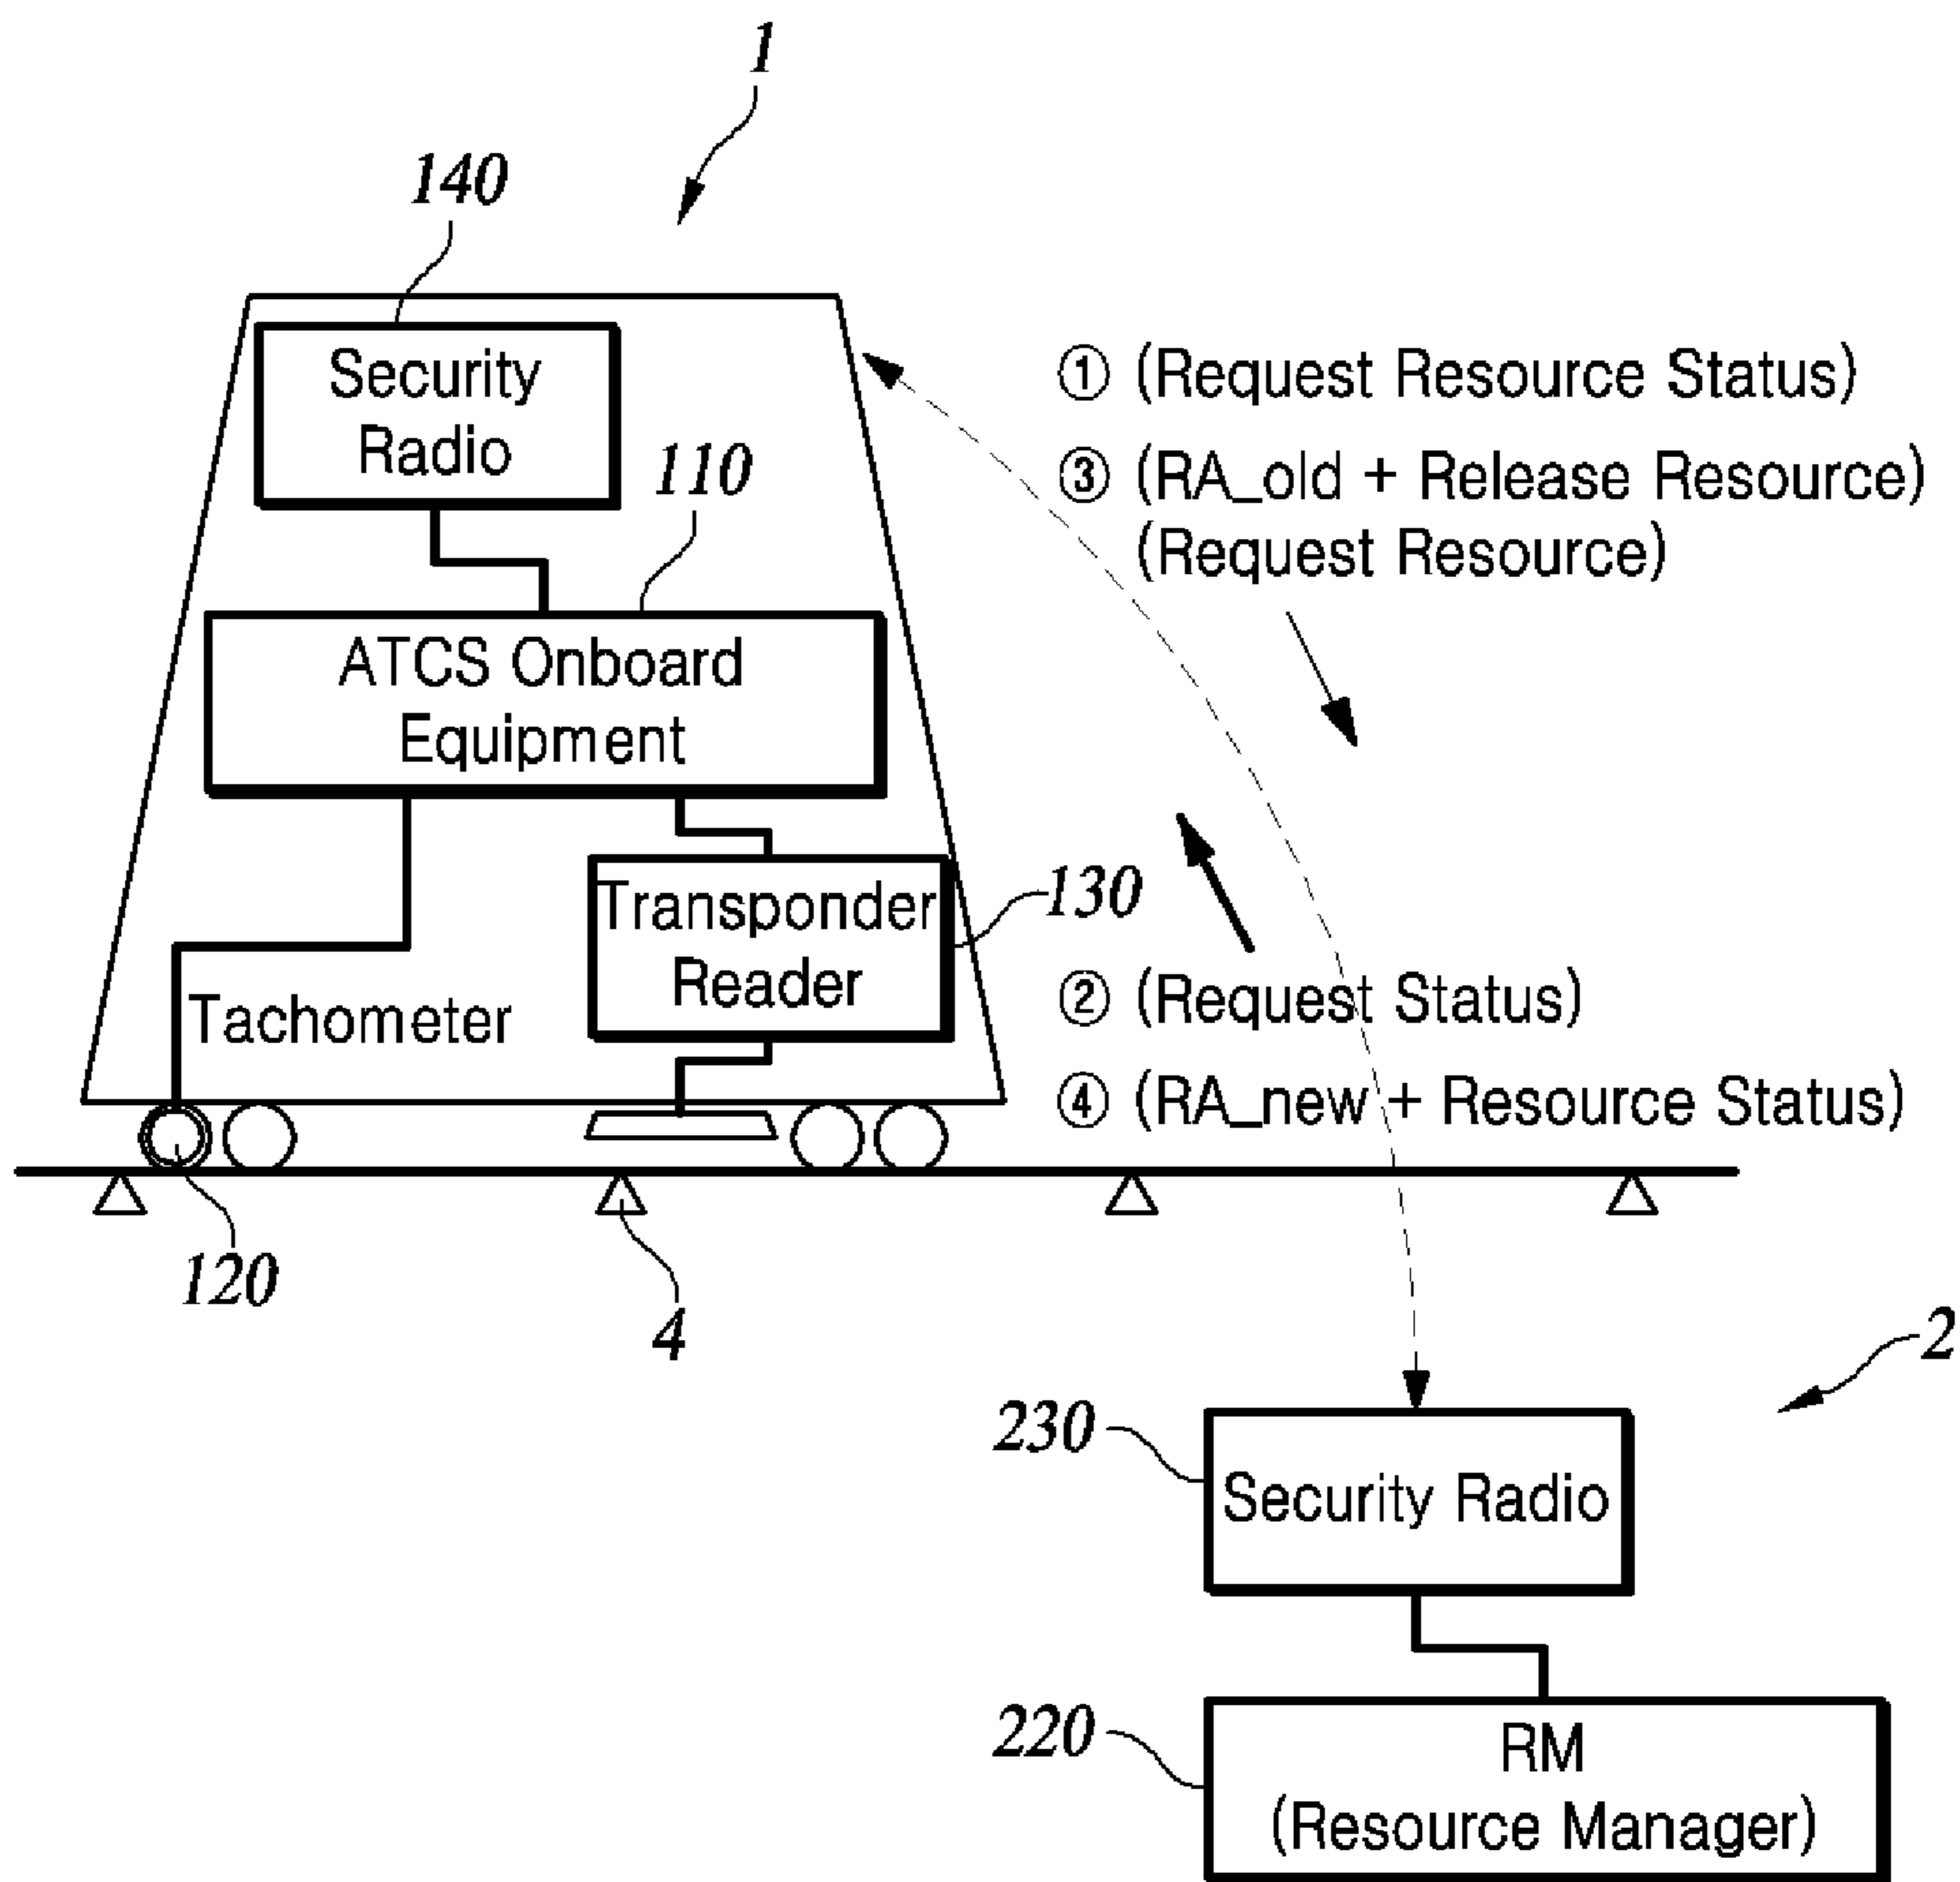 1
140
Security
Radio
① (Request Resource Status)
③ (RA_old + Release Resource)
(Request Resource)
110
ATCS Onboard
Equipment
Transponder
Reader
130
Tachometer
② (Request Status)
④ (RA_new + Resource Status)
120
4
2
230
Security Radio
220
RM
(Resource Manager)